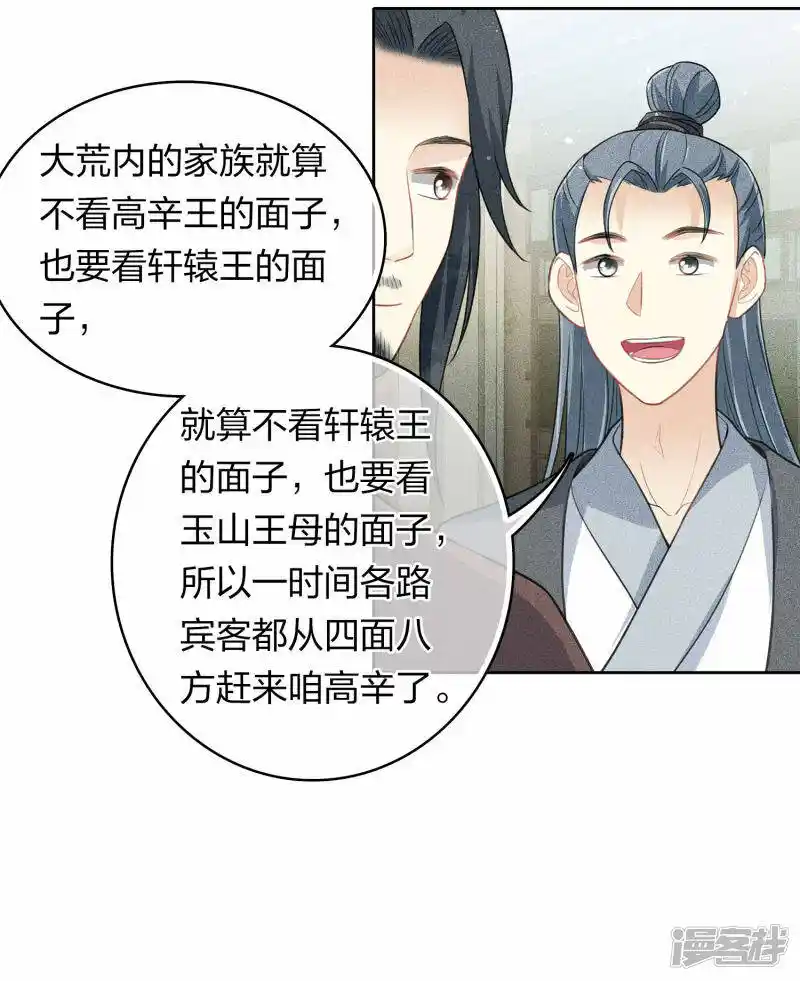 大荒内的家族就算
不看高辛王的面子，
也要看轩辕王的面
子，
就算不看轩辕王
的面子，也要看
玉山王母的面子，
所以一时间各路
宾客都从四面八
方赶来咱高辛了。
漫客栈